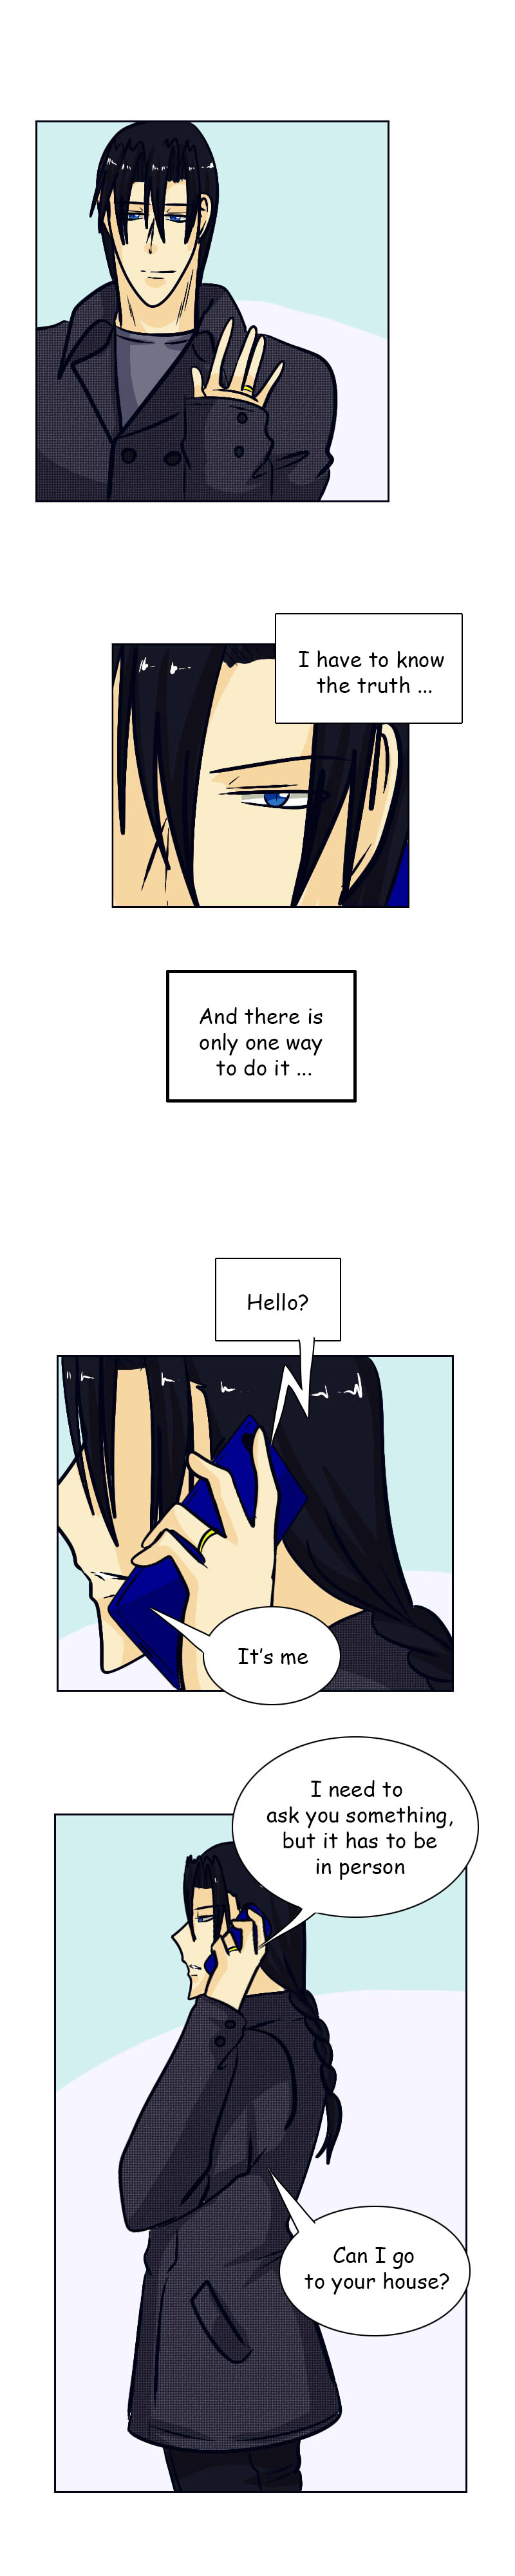 I have to know
the truth ...
And there is
only one way
to do it ...
Hello?
It's me
I need to
ask you something,
but it has to be
in person
Can I go
to your house?